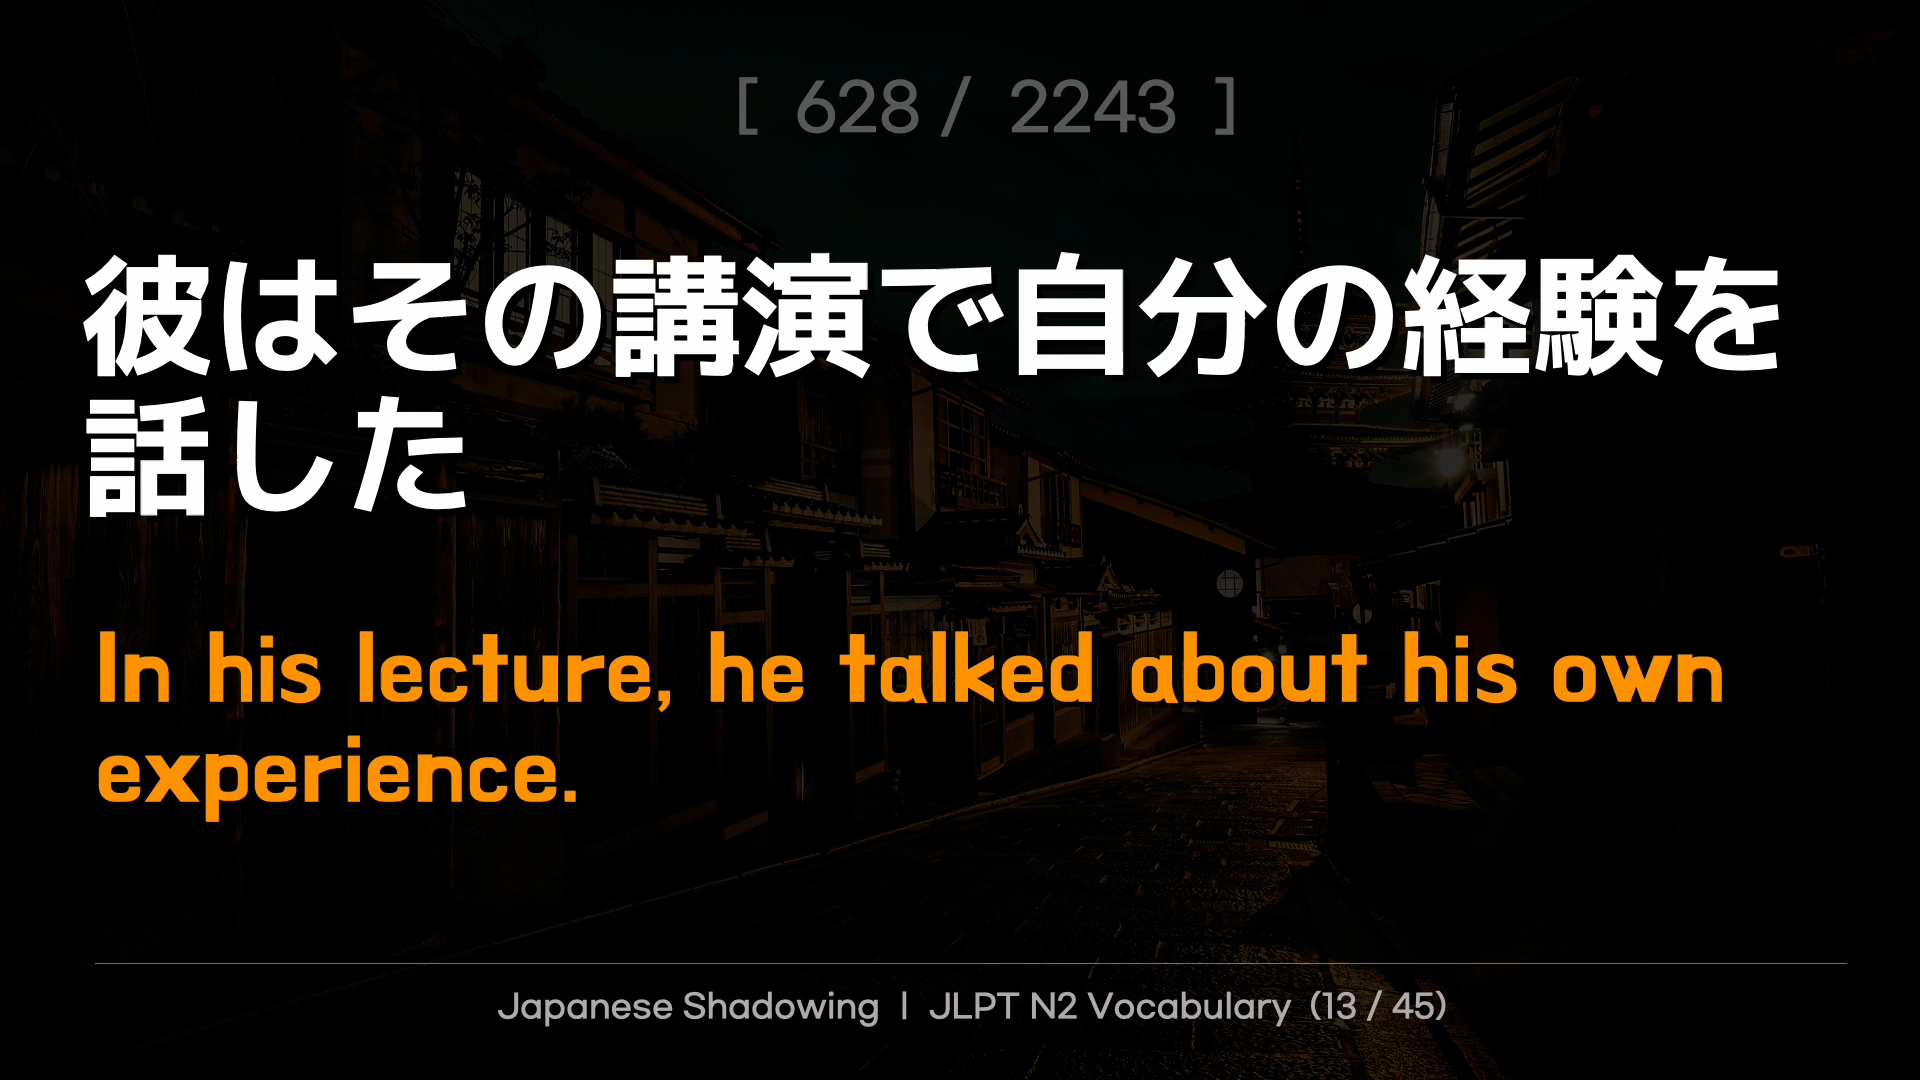 [ 628 / 2243 ]
彼はその講演で自分の経験を
話した
In his lecture, he talked about his own
experience.
Japanese Shadowing | JLPT N2 Vocabulary (13 / 45)